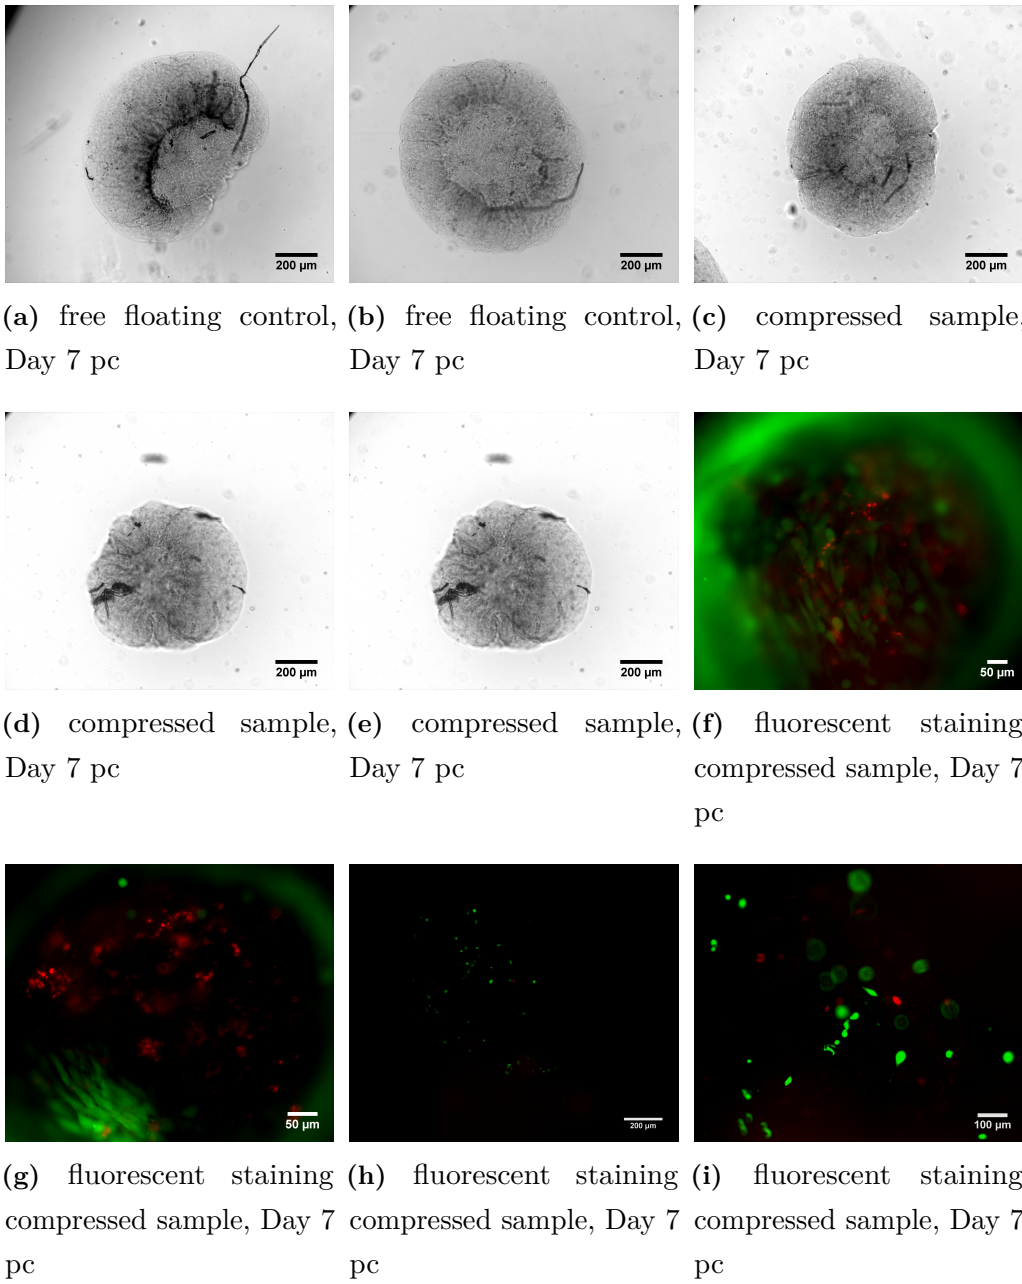 200 µm
200 µm
200 µm
(a) free floating control,
Day 7 pc
(b) free floating control,
Day 7 pc
(c) compressed sample,
Day 7 pc
200 µm
200 µm
50 µm
(d) compressed sample,
Day 7 pc
(e) compressed sample,
Day 7 pc
(f) fluorescent staining
compressed sample, Day 7
pc
50 µm
200 µm
100 µm
(g) fluorescent staining
compressed sample, Day 7
pc
(h) fluorescent staining
compressed sample, Day 7
pc
(i) fluorescent staining
compressed sample, Day 7
pc